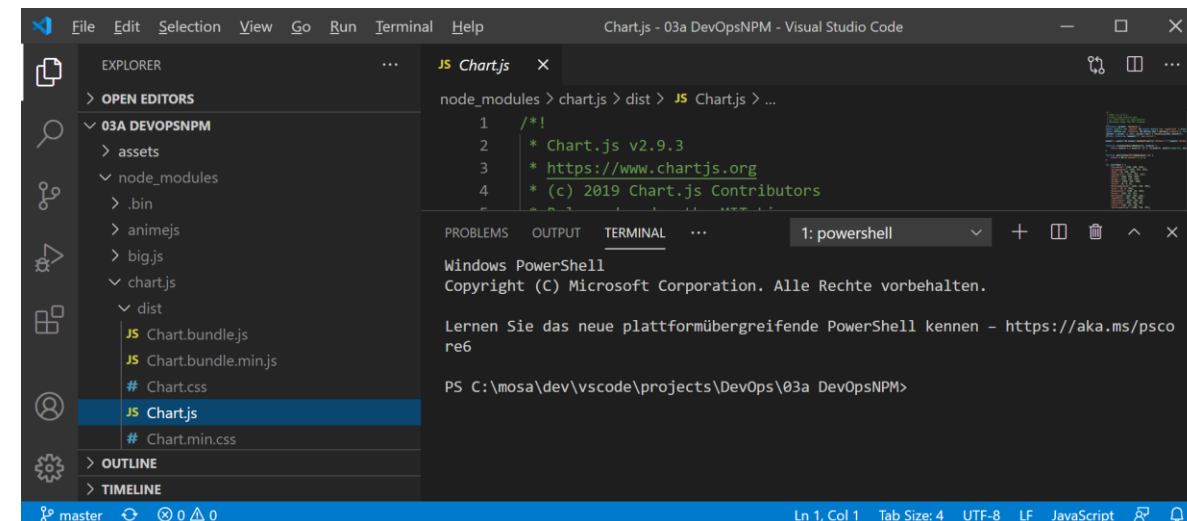 File Edit Selection View Go Run Terminal Help Chart.js - 03a DevOpsNPM - Visual Studio Code
EXPLORER
OPEN EDITORS
03A DEVOPSNPM
assets
node_modules
.bin
animejs
big.js
chart.js
dist
JS Chart.bundle.js
JS Chart.bundle.min.js
# Chart.css
JS Chart.js
# Chart.min.css
OUTLINE
TIMELINE
JS Chart.js
node_modules > chart.js > dist > JS Chart.js > ...
1 /*!
2 * Chart.js v2.9.3
3 * https://www.chartjs.org
4 * (c) 2019 Chart.js Contributors
PROBLEMS OUTPUT TERMINAL ... 1: powershell
Windows PowerShell
Copyright (C) Microsoft Corporation. Alle Rechte vorbehalten.
Lernen Sie das neue plattformübergreifende PowerShell kennen – https://aka.ms/psco
re6
PS C:\mosa\dev\vscode\projects\DevOps\03a DevOpsNPM>
master 0 0 Ln 1, Col 1 Tab Size: 4 UTF-8 LF JavaScript